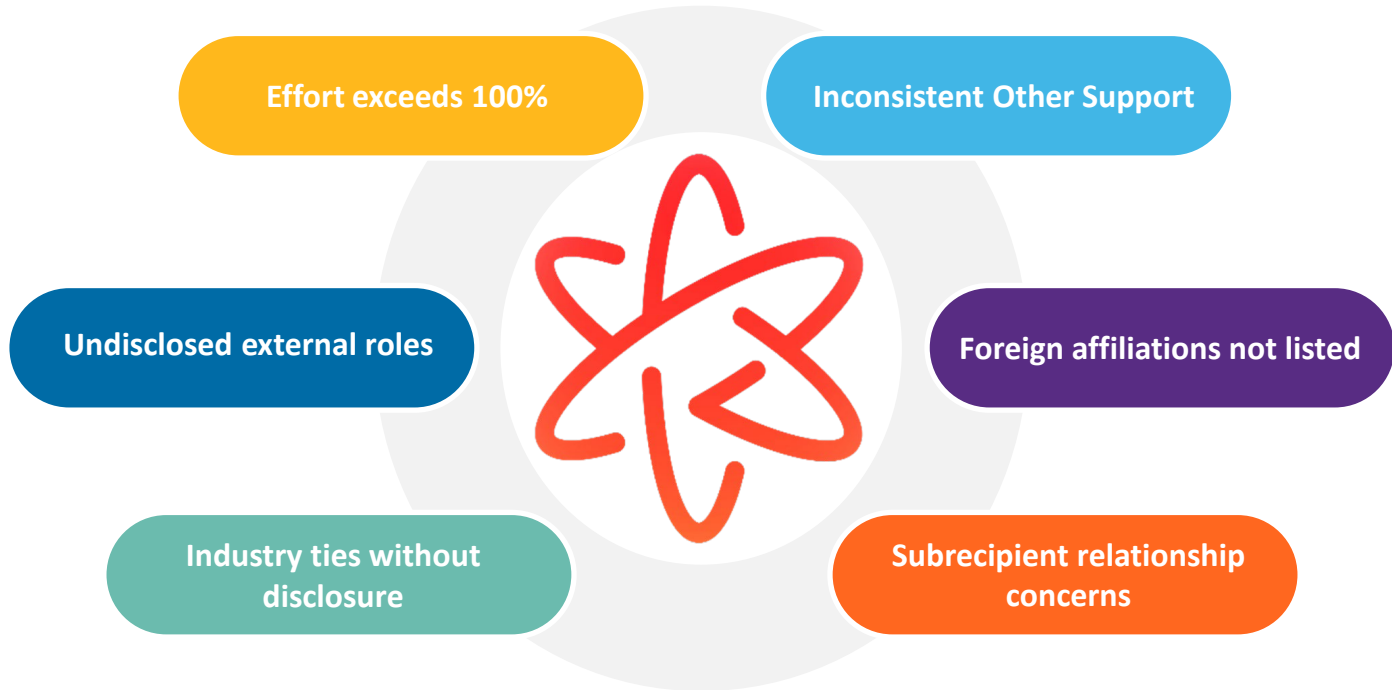 Effort exceeds 100%
Inconsistent Other Support
Undisclosed external roles
Foreign affiliations not listed
Industry ties without
disclosure
Subrecipient relationship
concerns